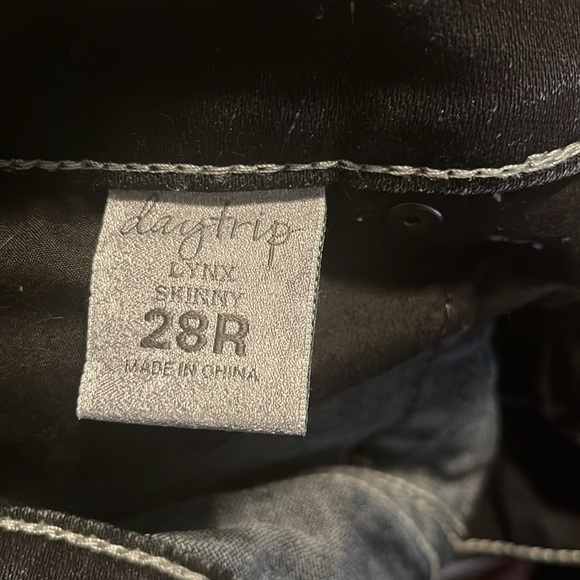 daytrip
LYNX
SKINNY
28R
MADE IN CHINA